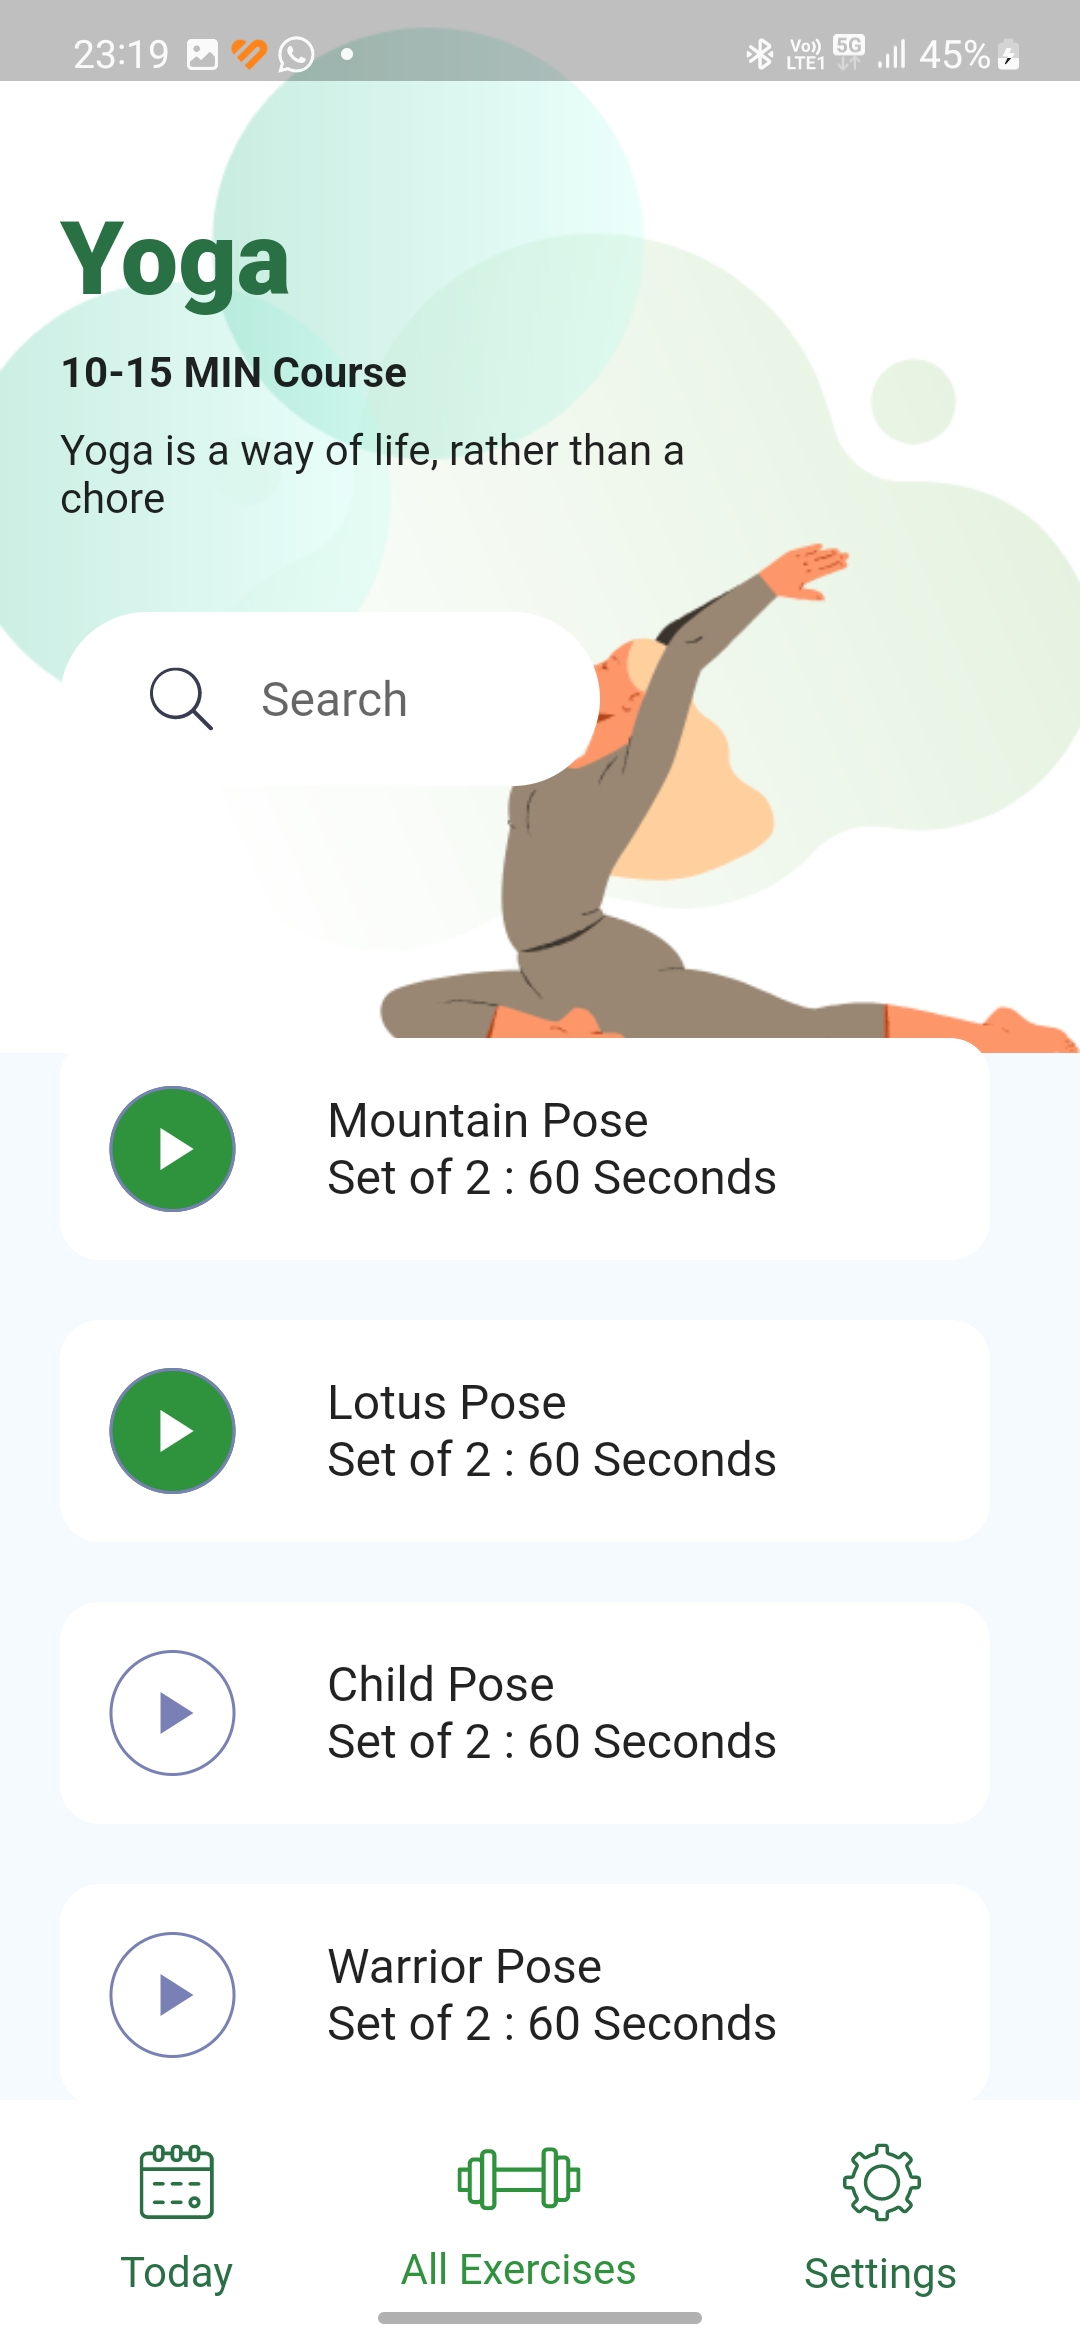 23:19
Vo)) LTE1 5G 45%
Yoga
10-15 MIN Course
Yoga is a way of life, rather than a
chore
Search
Mountain Pose
Set of 2 : 60 Seconds
Lotus Pose
Set of 2 : 60 Seconds
Child Pose
Set of 2 : 60 Seconds
Warrior Pose
Set of 2 : 60 Seconds
Today
All Exercises
Settings